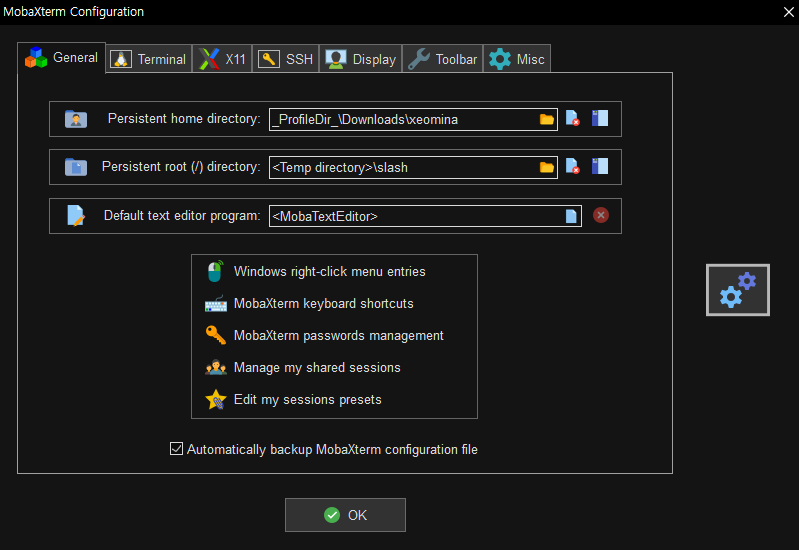 MobaXterm Configuration
General
Terminal
X11
SSH
Display
Toolbar
Misc
Persistent home directory: _ProfileDir_\Downloads\xeomina
Persistent root (/) directory: <Temp directory>\slash
Default text editor program: <MobaTextEditor>
Windows right-click menu entries
MobaXterm keyboard shortcuts
MobaXterm passwords management
Manage my shared sessions
Edit my sessions presets
Automatically backup MobaXterm configuration file
OK